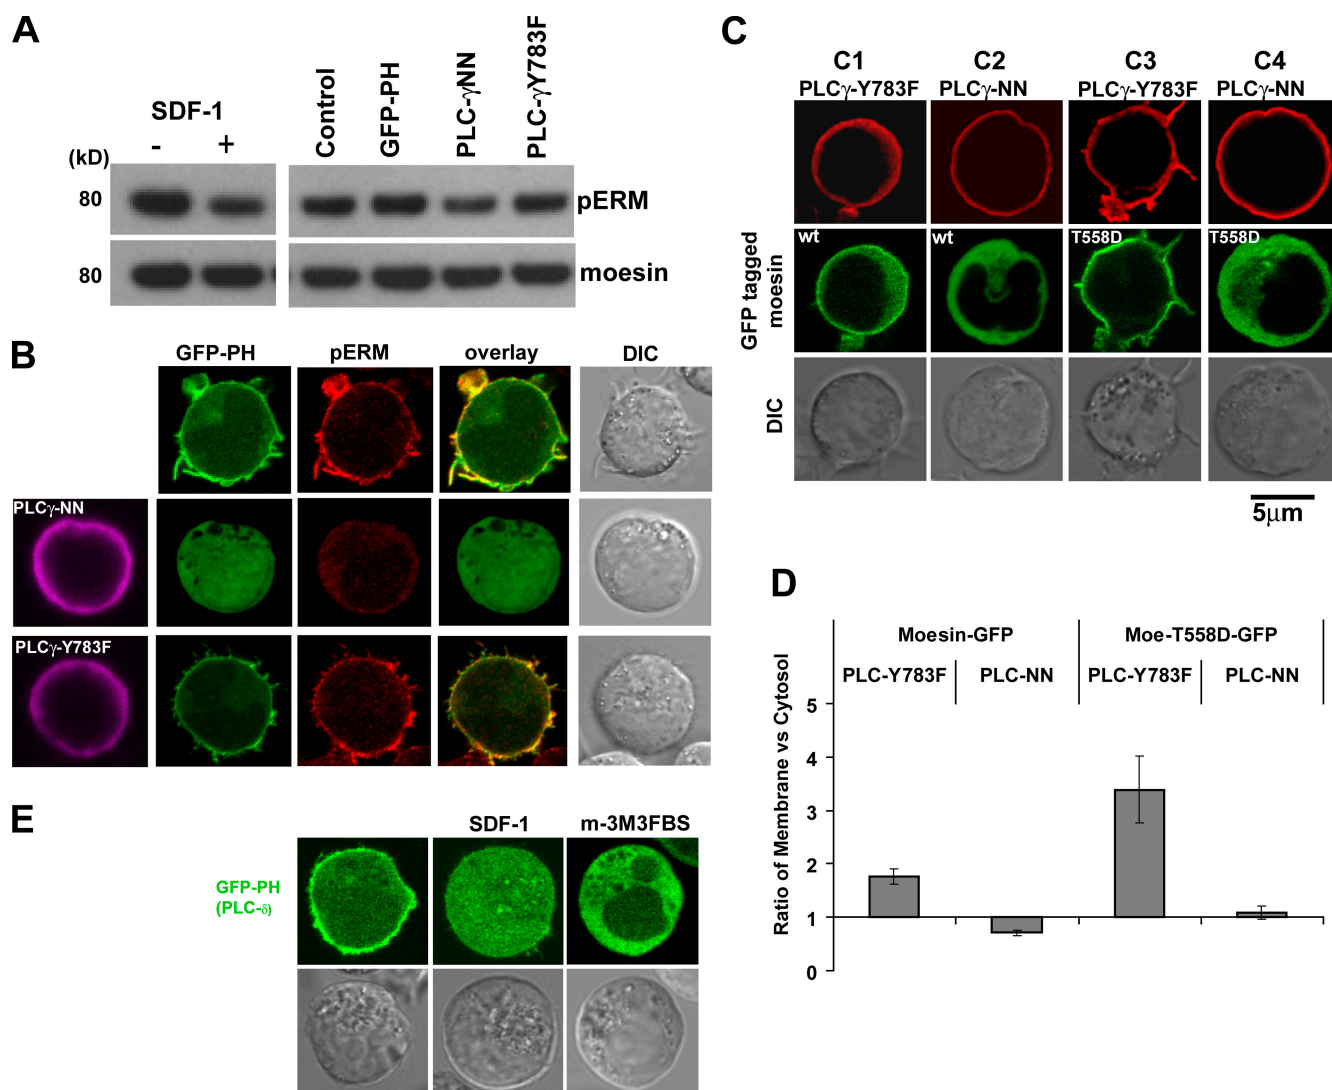 A
SDF-1
- +
(kD)
Control
GFP-PH
PLC-γNN
PLC-γY783F
80
pERM
80
moesin
B
GFP-PH pERM overlay DIC
PLCγ-NN
PLCγ-Y783F
C
C1 C2 C3 C4
PLCγ-Y783F PLCγ-NN PLCγ-Y783F PLCγ-NN
GFP tagged
moesin
wt wt T558D T558D
DIC
5μm
D
Moesin-GFP Moe-T558D-GFP
PLC-Y783F PLC-NN PLC-Y783F PLC-NN
Ratio of Membrane vs Cytosol
5
4
3
2
1
0
E
SDF-1 m-3M3FBS
GFP-PH
(PLC-δ)